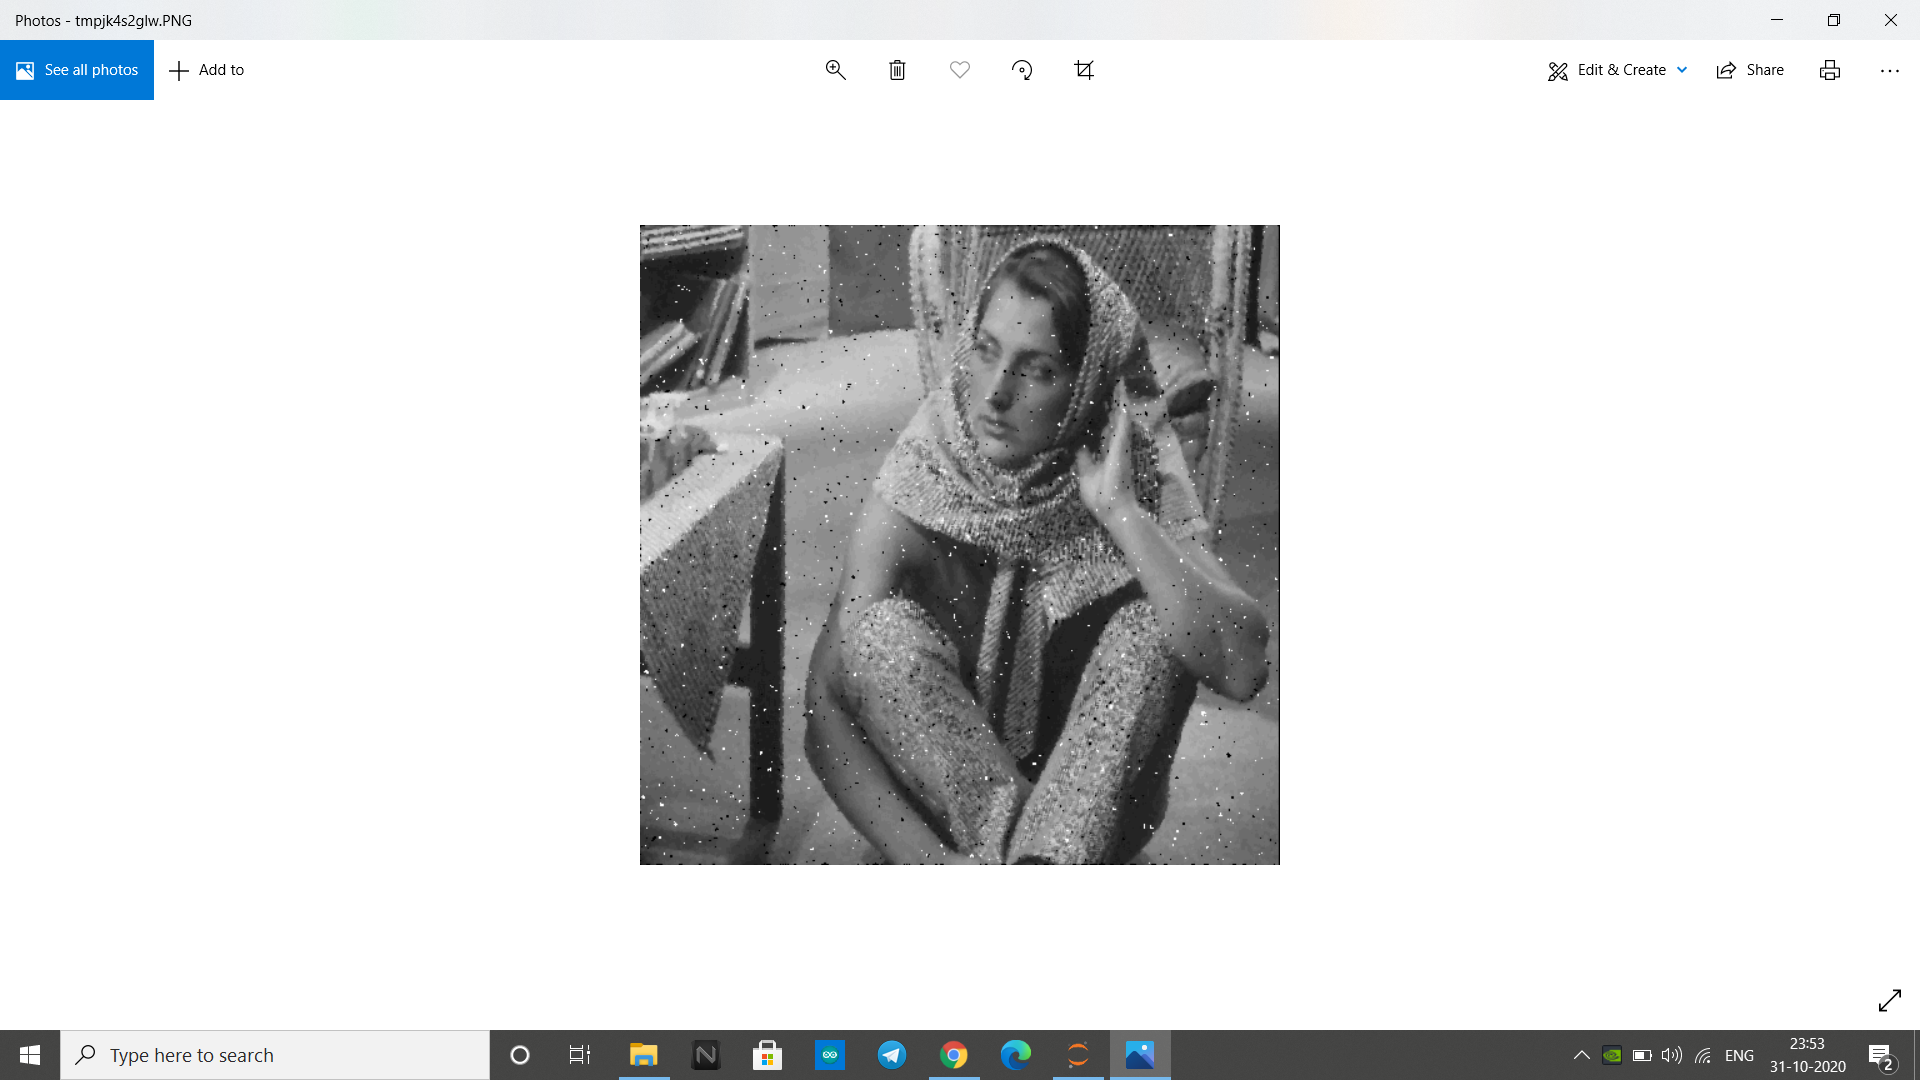 Photos - tmpjk4s2glw.PNG
See all photos
Add to
Edit & Create
Share
Type here to search
N
ENG
23:53
31-10-2020
2